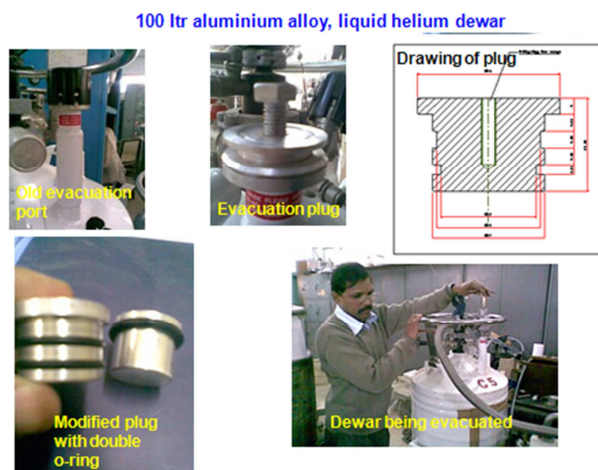 100 ltr aluminium alloy, liquid helium dewar
Old evacuation
port
Evacuation plug
Drawing of plug
Modified plug
with double
o-ring
Dewar being evacuated
C5